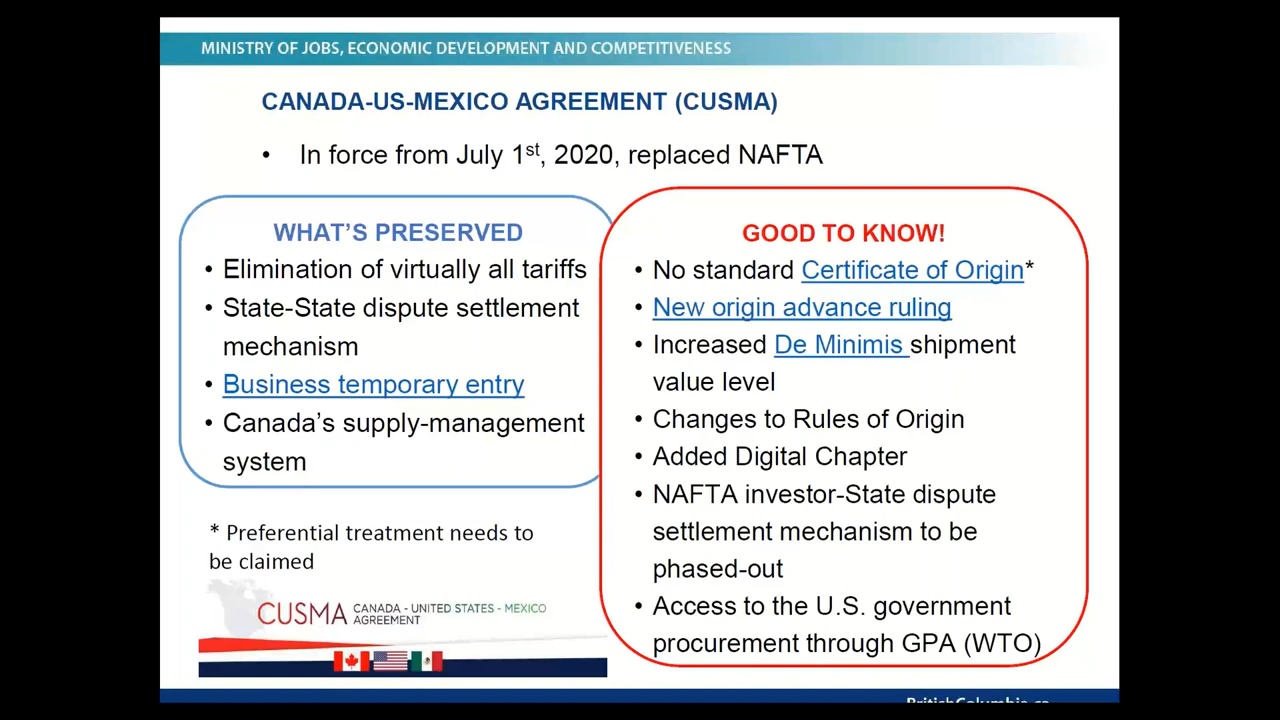 MINISTRY OF JOBS, ECONOMIC DEVELOPMENT AND COMPETITIVENESS
CANADA-US-MEXICO AGREEMENT (CUSMA)
• In force from July 1st, 2020, replaced NAFTA
WHAT'S PRESERVED
• Elimination of virtually all tariffs
• State-State dispute settlement
mechanism
• Business temporary entry
• Canada's supply-management
system
* Preferential treatment needs to
be claimed
CUSMA CANADA - UNITED STATES - MEXICO
AGREEMENT
GOOD TO KNOW!
• No standard Certificate of Origin*
• New origin advance ruling
• Increased De Minimis shipment
value level
• Changes to Rules of Origin
• Added Digital Chapter
• NAFTA investor-State dispute
settlement mechanism to be
phased-out
• Access to the U.S. government
procurement through GPA (WTO)
BritishColumbia.ca